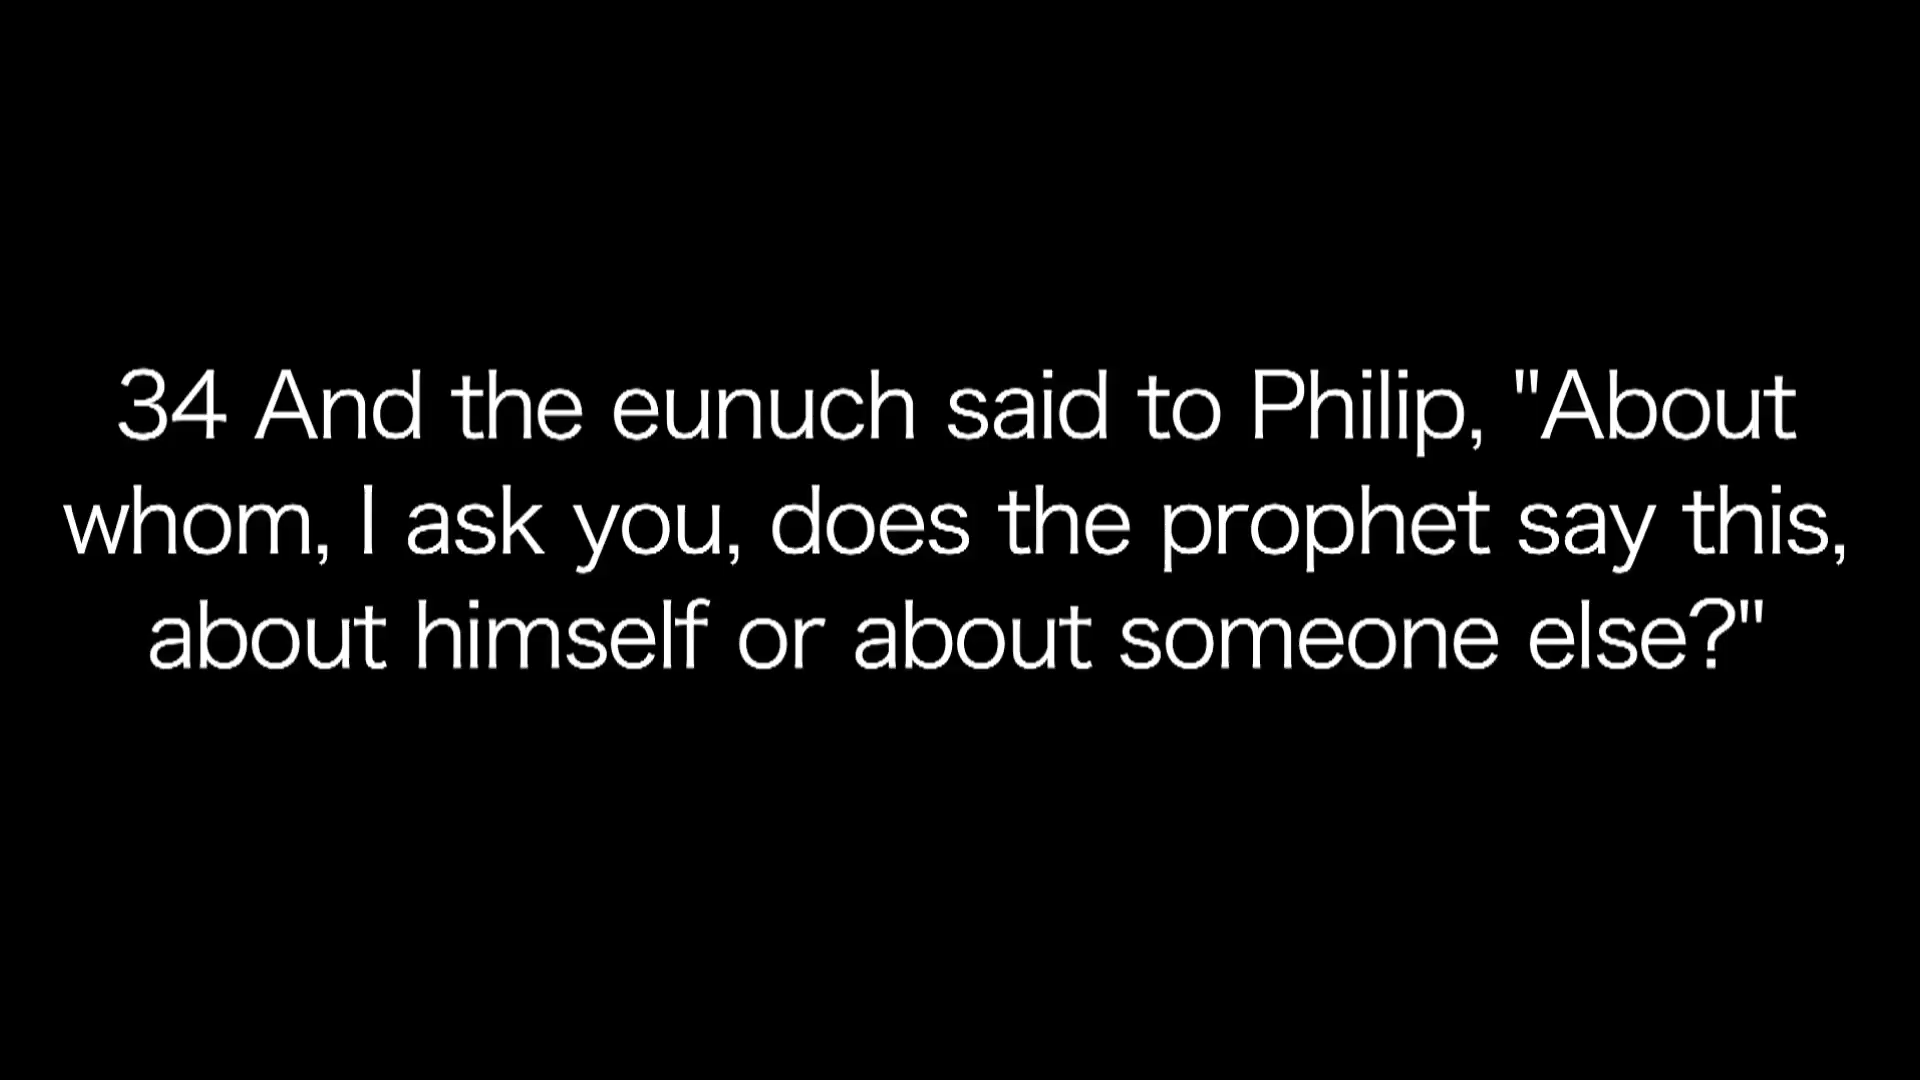 34 And the eunuch said to Philip, "About
whom, I ask you, does the prophet say this,
about himself or about someone else?"